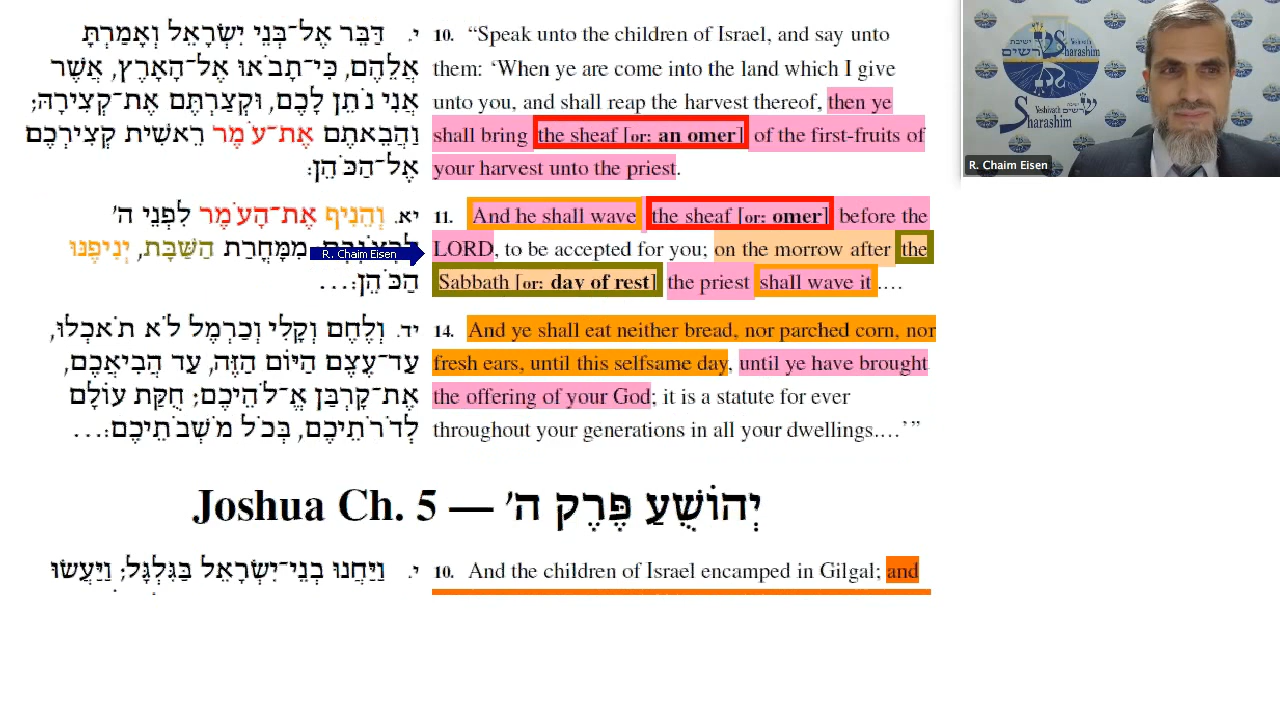 י. דַּבֵּר אֶל־בְּנֵי יִשְׂרָאֵל וְאָמַרְתָּ
אֲלֵהֶם, כִּי־תָבֹאוּ אֶל־הָאָרֶץ, אֲשֶׁר
אֲנִי נֹתֵן לָכֶם, וּקְצַרְתֶּם אֶת־קְצִירָהּ;
וַהֲבֵאתֶם אֶת־עֹמֶר רֵאשִׁית קְצִירְכֶם
אֶל־הַכֹּהֵן:
10. “Speak unto the children of Israel, and say unto
them: ‘When ye are come into the land which I give
unto you, and shall reap the harvest thereof, then ye
shall bring the sheaf [or: an omer] of the first-fruits of
your harvest unto the priest.
יא. וְהֵנִיף אֶת־הָעֹמֶר לִפְנֵי ה'
מִמָּחֳרַת הַשַּׁבָּת, יְנִיפֶנּוּ
הַכֹּהֵן:...
11. And he shall wave the sheaf [or: omer] before the
LORD, to be accepted for you; on the morrow after the
Sabbath [or: day of rest] the priest shall wave it....
R. Chaim Eisen
יד. וְלֶחֶם וְקָלִי וְכַרְמֶל לֹא תֹאכְלוּ,
עַד־עֶצֶם הַיּוֹם הַזֶּה, עַד הֲבִיאֲכֶם,
אֶת־קָרְבַּן אֱ־לֹהֵיכֶם; חֻקַּת עוֹלָם
לְדֹרֹתֵיכֶם, בְּכֹל מֹשְׁבֹתֵיכֶם:...
14. And ye shall eat neither bread, nor parched corn, nor
fresh ears, until this selfsame day, until ye have brought
the offering of your God; it is a statute for ever
throughout your generations in all your dwellings....’”
Joshua Ch. 5 — יְהוֹשֻׁעַ פֶּרֶק ה'
י. וַיַּחֲנוּ בְנֵי־יִשְׂרָאֵל בַּגִּלְגָּל; וַיַּעֲשׂוּ
10. And the children of Israel encamped in Gilgal; and
ישיבת
שרשים
Yeshivath
Sharashim
Yeshivath
Sharashim
R. Chaim Eisen